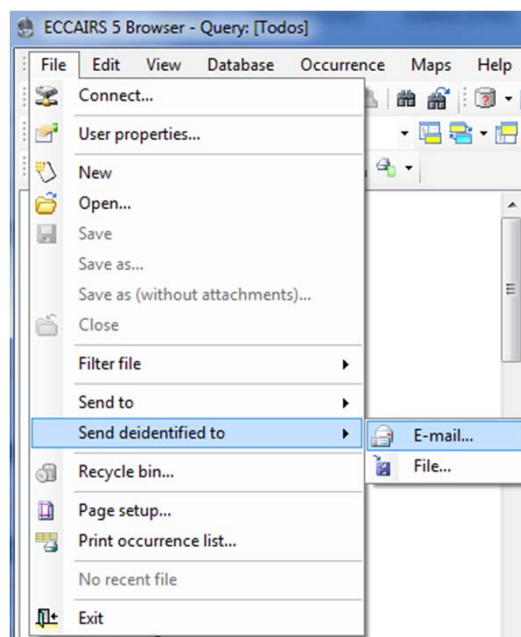 ECCAIRS 5 Browser - Query: [Todos]
File Edit View Database Occurrence Maps Help
Connect...
User properties...
New
Open...
Save
Save as...
Save as (without attachments)...
Close
Filter file
Send to
Send deidentified to
E-mail...
File...
Recycle bin...
Page setup...
Print occurrence list...
No recent file
Exit